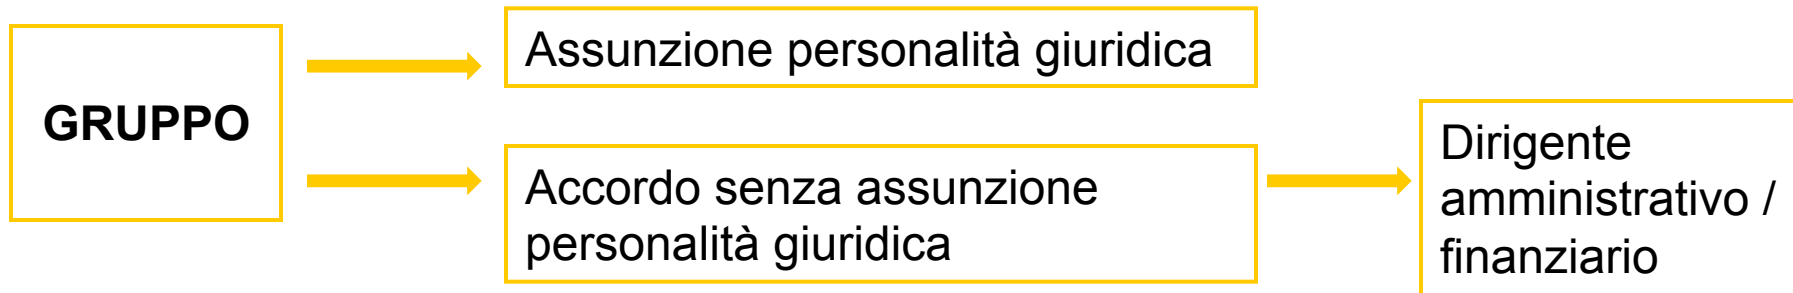 GRUPPO
Assunzione personalità giuridica
Accordo senza assunzione
personalità giuridica
Dirigente
amministrativo /
finanziario